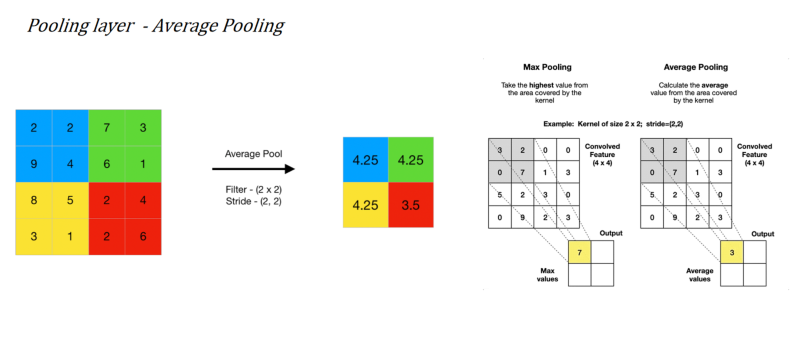 Pooling layer - Average Pooling
2 2 7 3
9 4 6 1
8 5 2 4
3 1 2 6
Average Pool
Filter - (2 x 2)
Stride - (2, 2)
4.25 4.25
4.25 3.5
Max Pooling
Take the highest value from
the area covered by the
kernel
Average Pooling
Calculate the average
value from the area covered
by the kernel
Example: Kernel of size 2 x 2; stride=(2,2)
3 2 0 0
0 7 1 3
5 2 3 0
0 9 2 3
Convolved
Feature
(4 x 4)
Output
7
Max
values
3 2 0 0
0 7 1 3
5 2 3 0
0 9 2 3
Convolved
Feature
(4 x 4)
Output
3
Average
values